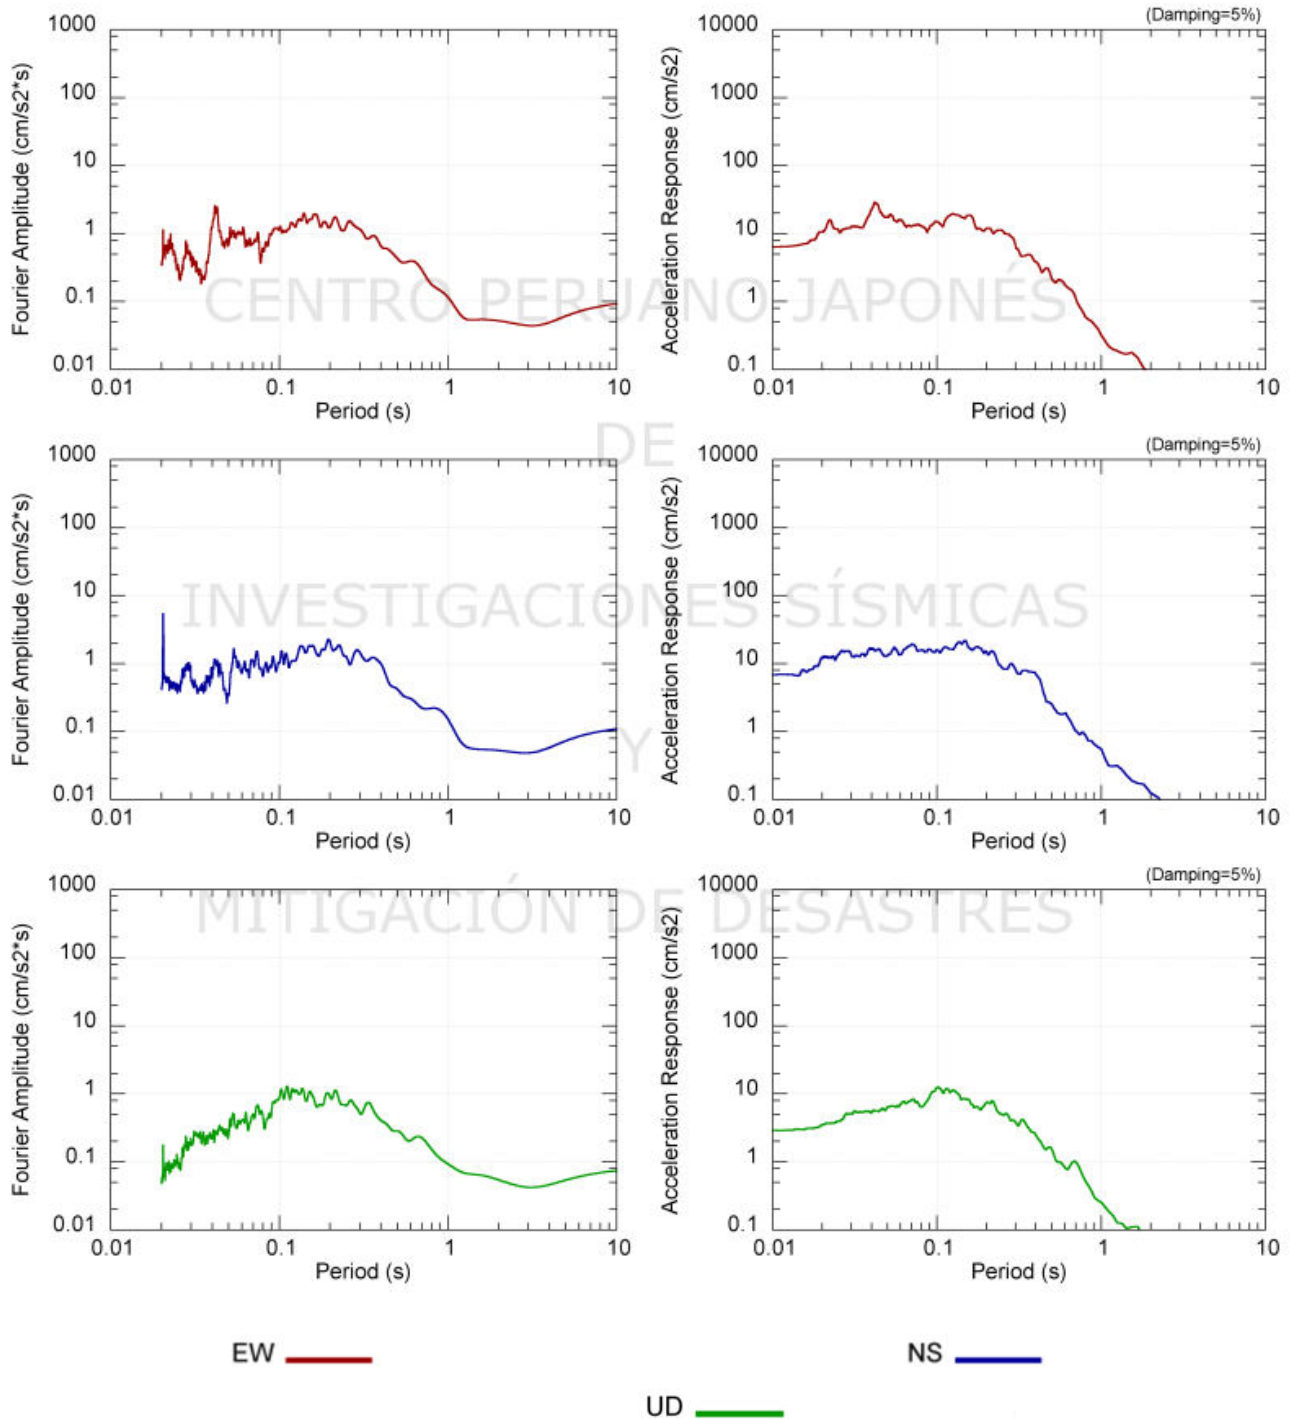 (Damping=5%)
1000
100
10
1
0.1
0.01
Fourier Amplitude (cm/s2*s)
0.01
0.1
1
10
Period (s)
10000
1000
100
10
1
0.1
Acceleration Response (cm/s2)
0.01
0.1
1
10
Period (s)
CENTRO PERUANO JAPONÉS
DE
(Damping=5%)
1000
100
10
1
0.1
0.01
Fourier Amplitude (cm/s2*s)
0.01
0.1
1
10
Period (s)
10000
1000
100
10
1
0.1
Acceleration Response (cm/s2)
0.01
0.1
1
10
Period (s)
INVESTIGACIONES SÍSMICAS
Y
(Damping=5%)
1000
100
10
1
0.1
0.01
Fourier Amplitude (cm/s2*s)
0.01
0.1
1
10
Period (s)
10000
1000
100
10
1
0.1
Acceleration Response (cm/s2)
0.01
0.1
1
10
Period (s)
MITIGACIÓN DE DESASTRES
EW
NS
UD